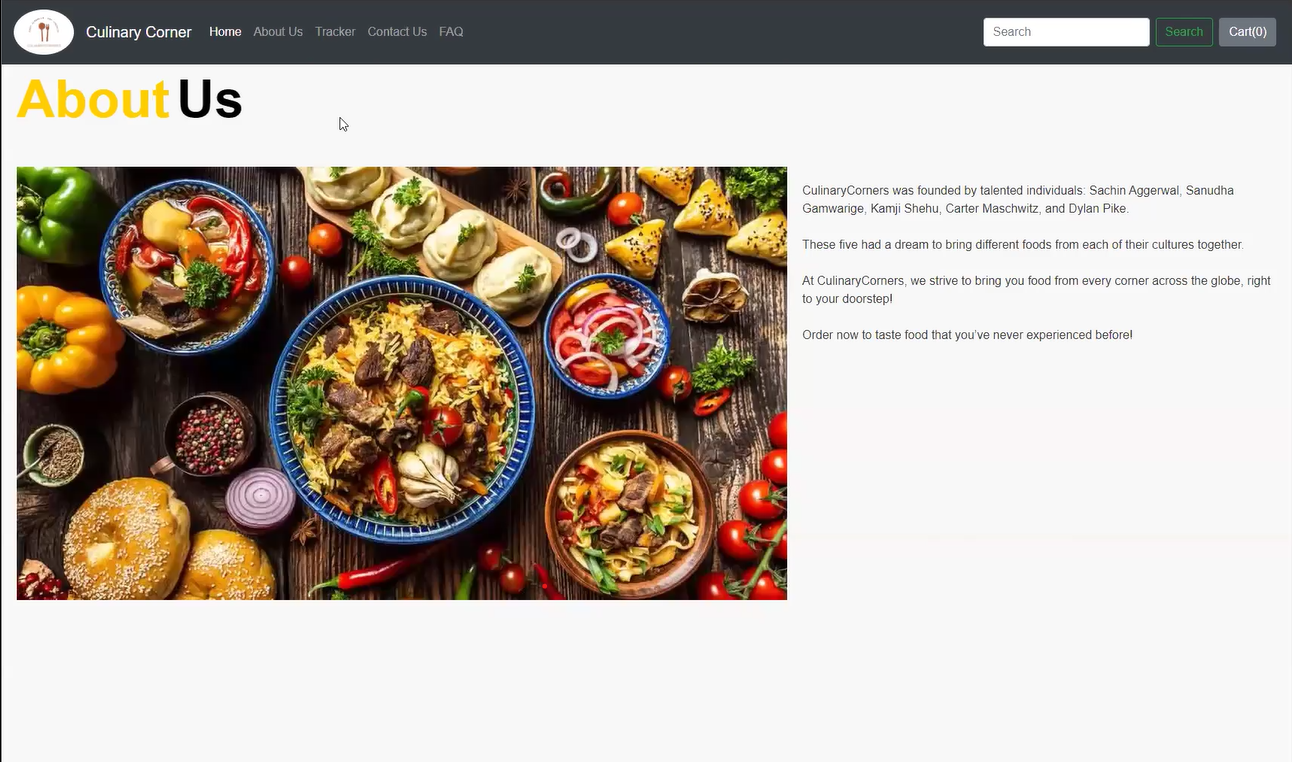 Culinary Corner Home About Us Tracker Contact Us FAQ Search Search Cart(0)
About Us
CulinaryCorners was founded by talented individuals: Sachin Aggerwal, Sanudha
Gamwarige, Kamji Shehu, Carter Maschwitz, and Dylan Pike.
These five had a dream to bring different foods from each of their cultures together.
At CulinaryCorners, we strive to bring you food from every corner across the globe, right
to your doorstep!
Order now to taste food that you've never experienced before!